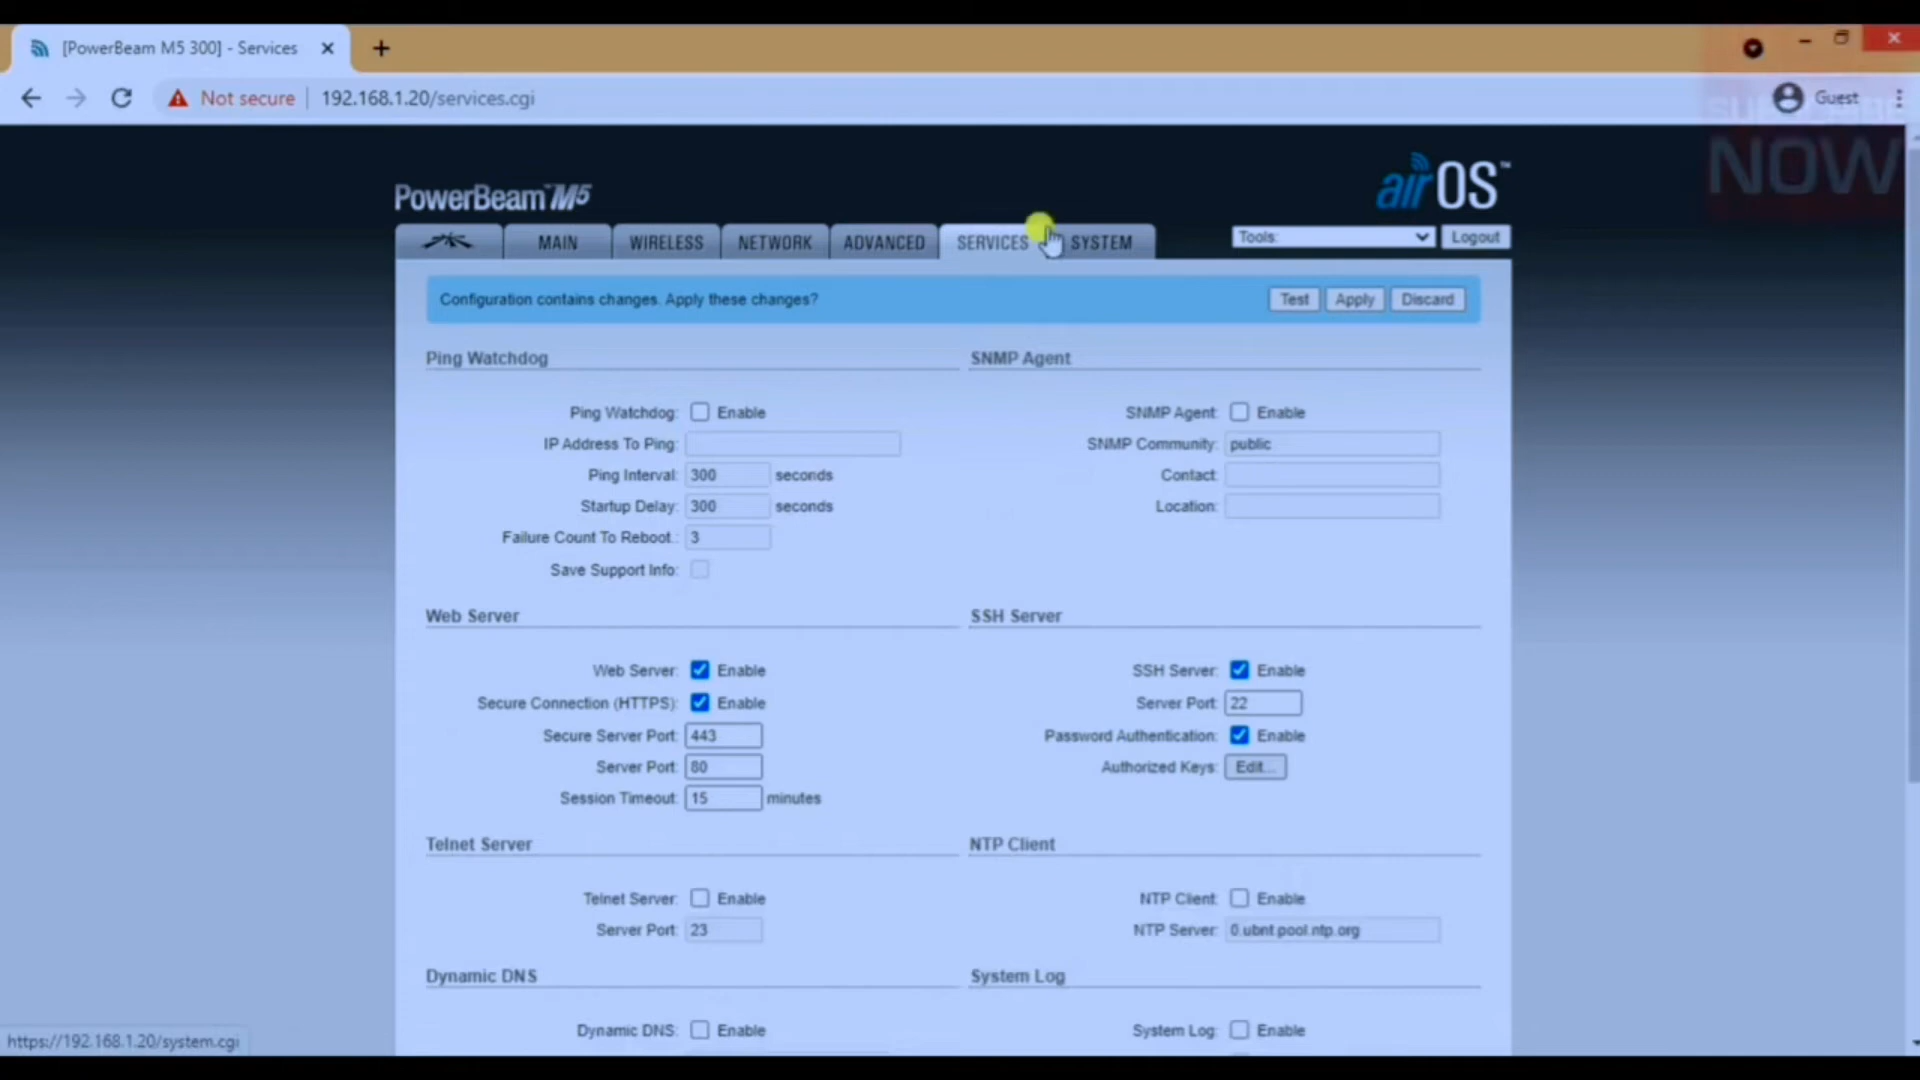 [PowerBeam M5 300] - Services
Not secure
192.168.1.20/services.cgi
Guest
NOW
PowerBeam™ M5
airOS™
MAIN
WIRELESS
NETWORK
ADVANCED
SERVICES
SYSTEM
Tools:
Logout
Configuration contains changes. Apply these changes?
Test
Apply
Discard
Ping Watchdog
SNMP Agent
Ping Watchdog: Enable
SNMP Agent: Enable
IP Address To Ping:
SNMP Community: public
Ping Interval: 300 seconds
Contact:
Startup Delay: 300 seconds
Location:
Failure Count To Reboot.: 3
Save Support Info:
Web Server
SSH Server
Web Server: Enable
SSH Server: Enable
Secure Connection (HTTPS): Enable
Server Port: 22
Secure Server Port: 443
Password Authentication: Enable
Server Port: 80
Authorized Keys: Edit...
Session Timeout: 15 minutes
Telnet Server
NTP Client
Telnet Server: Enable
NTP Client: Enable
Server Port: 23
NTP Server: 0.ubnt.pool.ntp.org
Dynamic DNS
System Log
Dynamic DNS: Enable
System Log: Enable
https://192.168.1.20/system.cgi